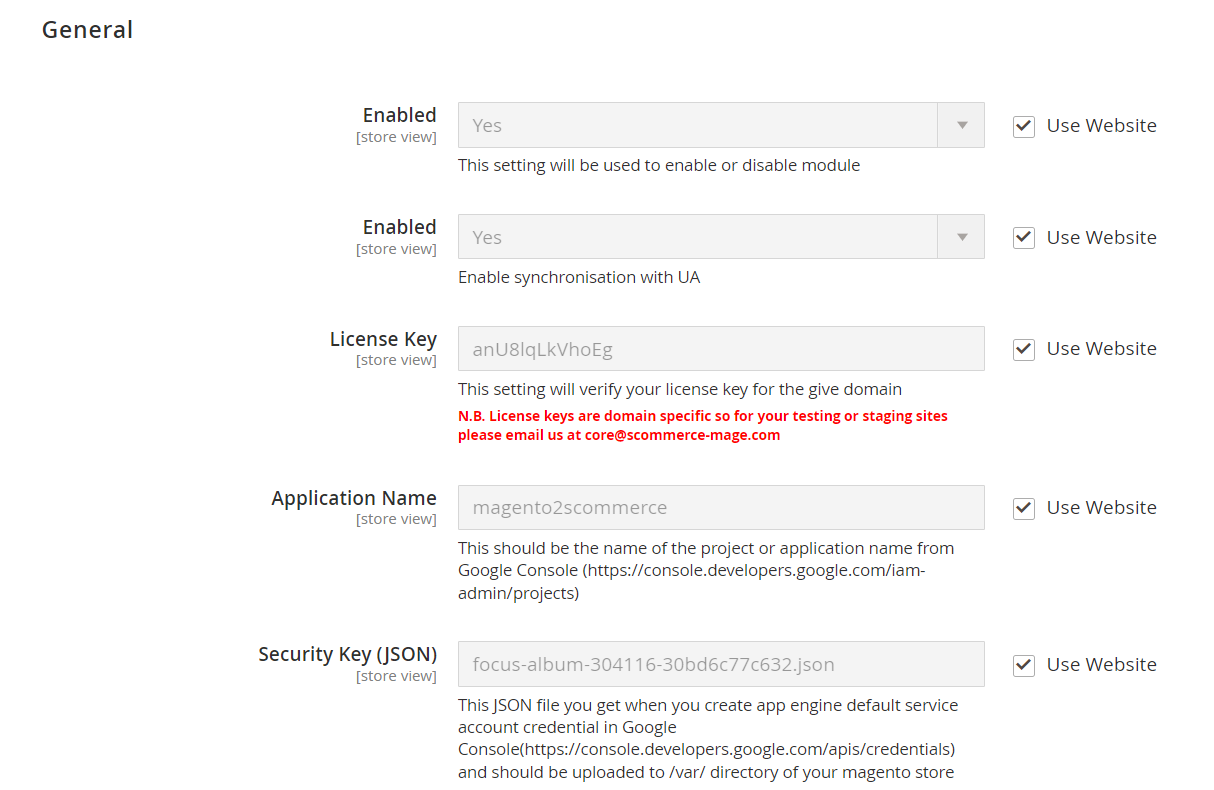 General
Enabled
[store view]
Yes
Use Website
This setting will be used to enable or disable module
Enabled
[store view]
Yes
Use Website
Enable synchronisation with UA
License Key
[store view]
anU8lqLkVhoEg
Use Website
This setting will verify your license key for the give domain
N.B. License keys are domain specific so for your testing or staging sites
please email us at core@scommerce-mage.com
Application Name
[store view]
magento2scommerce
Use Website
This should be the name of the project or application name from
Google Console (https://console.developers.google.com/iam-
admin/projects)
Security Key (JSON)
[store view]
focus-album-304116-30bd6c77c632.json
Use Website
This JSON file you get when you create app engine default service
account credential in Google
Console(https://console.developers.google.com/apis/credentials)
and should be uploaded to /var/ directory of your magento store